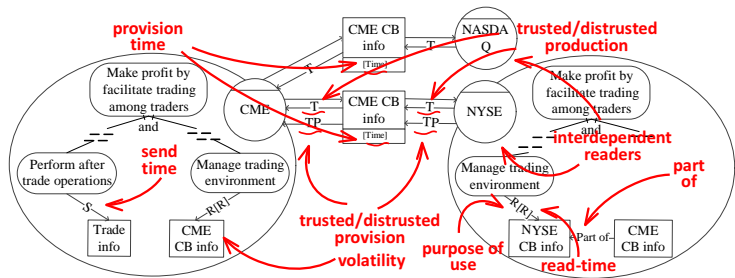 provision
time
CME CB
info
[Time]
T
T
NASDA
Q
trusted/distrusted
production
Make profit by
facilitate trading
among traders
and
CME
T
TP
CME CB
info
[Time]
T
TP
NYSE
Make profit by
facilitate trading
among traders
and
interdependent
readers
Perform after
trade operations
send
time
Manage trading
environment
S
R[R]
Trade
info
CME
CB info
trusted/distrusted
provision
volatility
Manage trading
environment
part
of
R[R]
purpose of
use
NYSE
CB info
Part of
CME
CB info
read-time